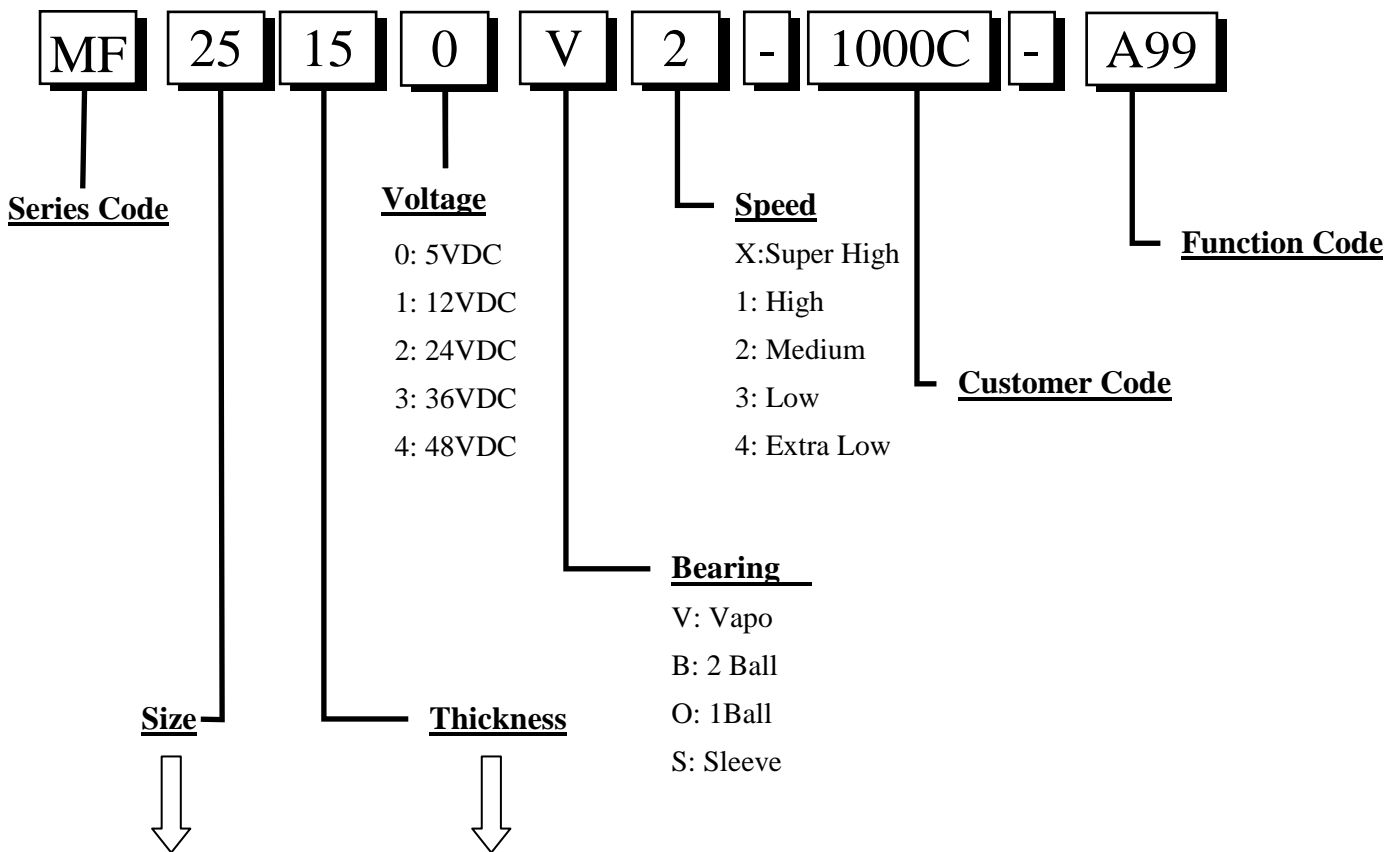 MF 25 15 0 V 2 - 1000C - A99
Series Code
Voltage
0: 5VDC
1: 12VDC
2: 24VDC
3: 36VDC
4: 48VDC
Speed
X:Super High
1: High
2: Medium
3: Low
4: Extra Low
Function Code
Customer Code
Bearing
V: Vapo
B: 2 Ball
O: 1Ball
S: Sleeve
Size
Thickness